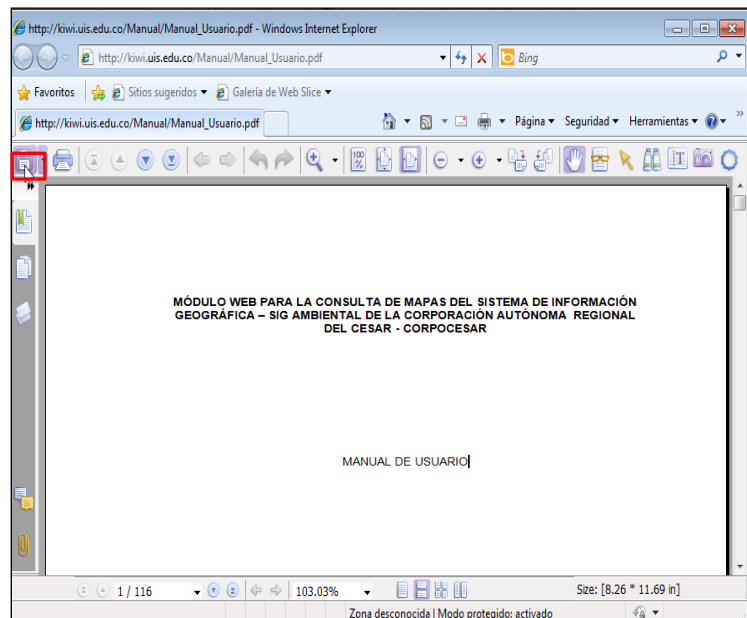 http://kiwi.uis.edu.co/Manual/Manual_Usuario.pdf - Windows Internet Explorer
http://kiwi.uis.edu.co/Manual/Manual_Usuario.pdf Bing
Favoritos Sitios sugeridos Galería de Web Slice
http://kiwi.uis.edu.co/Manual/Manual_Usuario.pdf Página Seguridad Herramientas
100 %
MÓDULO WEB PARA LA CONSULTA DE MAPAS DEL SISTEMA DE INFORMACIÓN
GEOGRÁFICA – SIG AMBIENTAL DE LA CORPORACIÓN AUTÓNOMA REGIONAL
DEL CESAR - CORPOCESAR
MANUAL DE USUARIO
1 / 116 103.03% Size: [8.26 * 11.69 in]
Zona desconocida | Modo protegido: activado